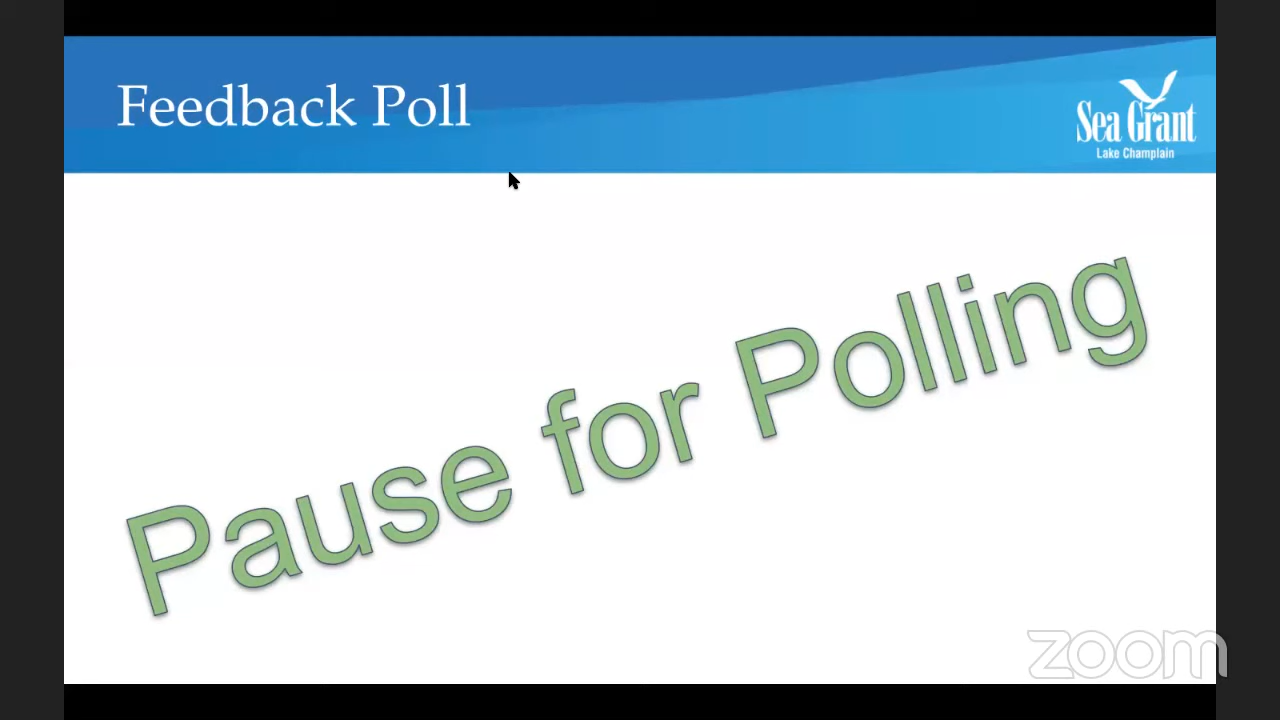 Feedback Poll
Sea Grant
Lake Champlain
Pause for Polling
zoom